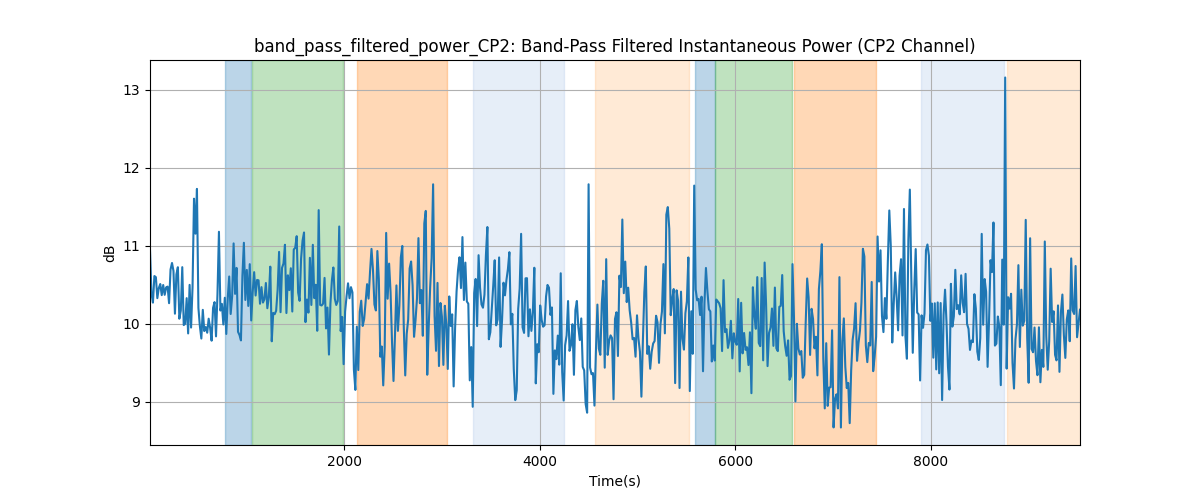 band_pass_filtered_power_CP2: Band-Pass Filtered Instantaneous Power (CP2 Channel)
13
12
11
10
9
dB
2000 4000 6000 8000
Time(s)